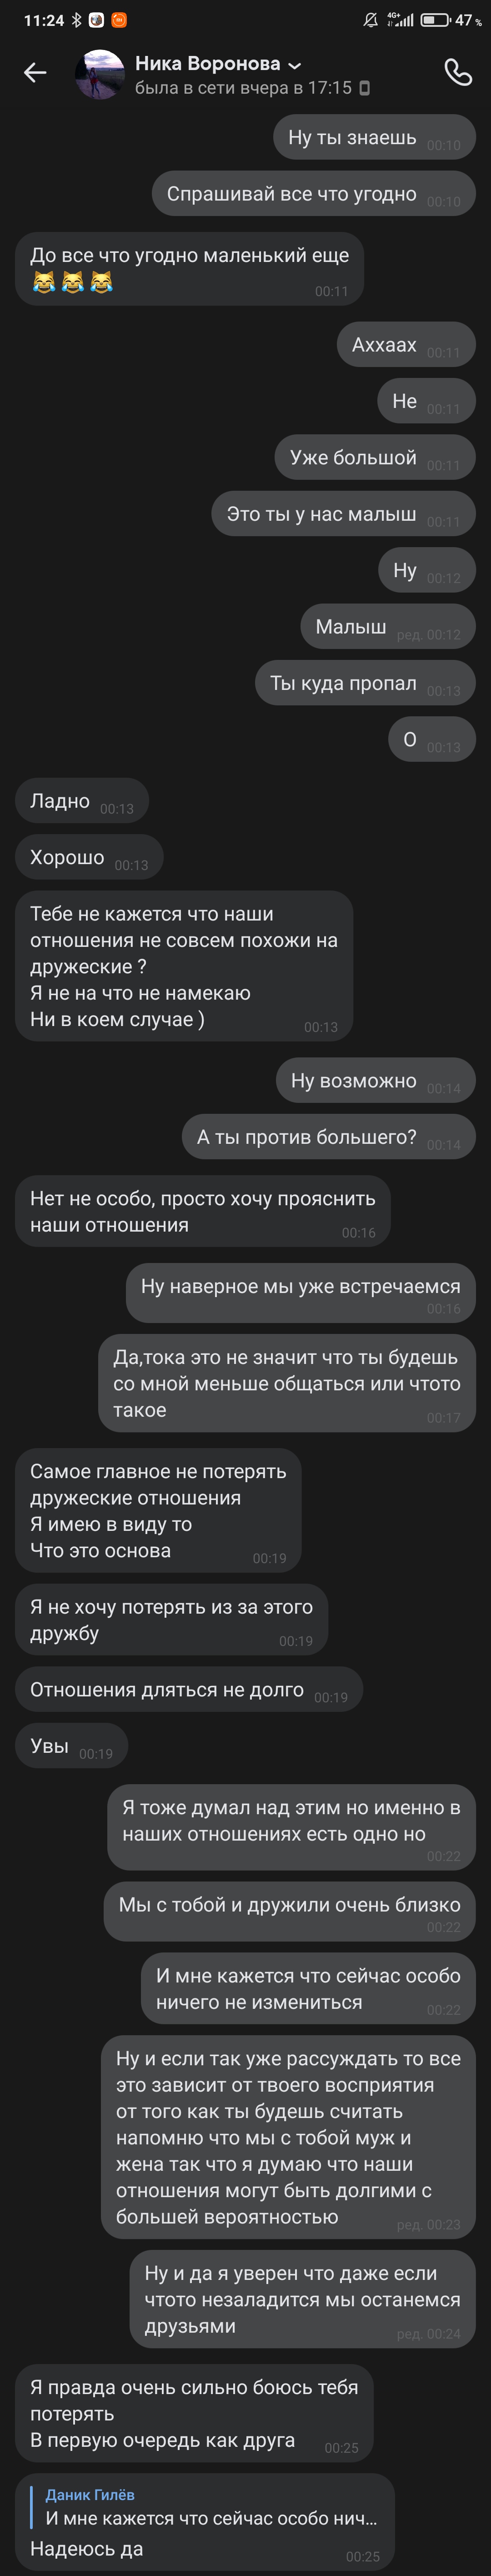 11:24
4G+
47 %
Ника Воронова
была в сети вчера в 17:15
Ну ты знаешь 00:10
Спрашивай все что угодно 00:10
До все что угодно маленький еще
😹😹😹 00:11
Аххаах 00:11
Не 00:11
Уже большой 00:11
Это ты у нас малыш 00:11
Ну 00:12
Малыш ред. 00:12
Ты куда пропал 00:13
О 00:13
Ладно 00:13
Хорошо 00:13
Тебе не кажется что наши
отношения не совсем похожи на
дружеские ?
Я не на что не намекаю
Ни в коем случае ) 00:13
Ну возможно 00:14
А ты против большего? 00:14
Нет не особо, просто хочу прояснить
наши отношения 00:16
Ну наверное мы уже встречаемся
00:16
Да,тока это не значит что ты будешь
со мной меньше общаться или чтото
такое 00:17
Самое главное не потерять
дружеские отношения
Я имею в виду то
Что это основа 00:19
Я не хочу потерять из за этого
дружбу 00:19
Отношения дляться не долго 00:19
Увы 00:19
Я тоже думал над этим но именно в
наших отношениях есть одно но
00:22
Мы с тобой и дружили очень близко
00:22
И мне кажется что сейчас особо
ничего не измениться 00:22
Ну и если так уже рассуждать то все
это зависит от твоего восприятия
от того как ты будешь считать
напомню что мы с тобой муж и
жена так что я думаю что наши
отношения могут быть долгими с
большей вероятностью ред. 00:23
Ну и да я уверен что даже если
чтото незаладится мы останемся
друзьями ред. 00:24
Я правда очень сильно боюсь тебя
потерять
В первую очередь как друга 00:25
Даник Гилёв
И мне кажется что сейчас особо нич...
Надеюсь да 00:25